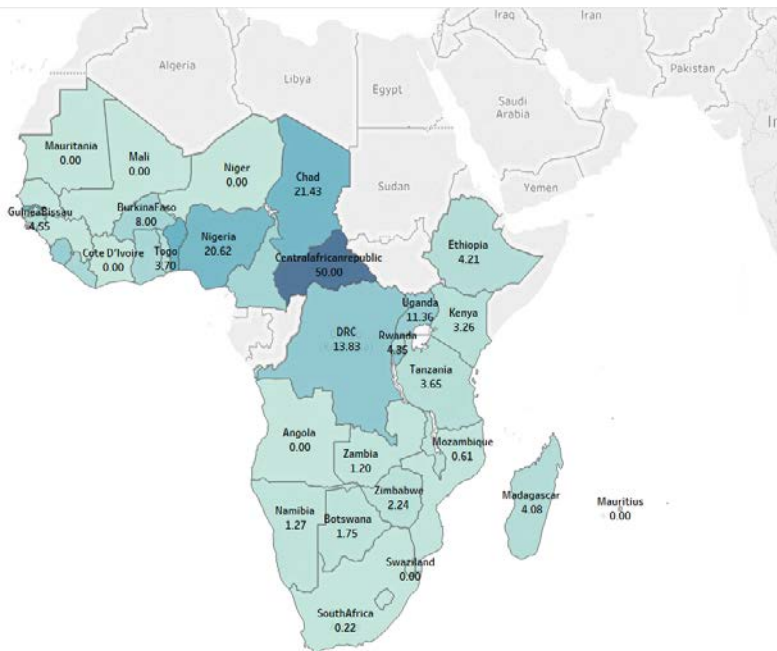 Iraq
Iran
Algeria
Libya
Egypt
Pakistan
Saudi
Arabia
In
Mauritania
0.00
Mali
0.00
Niger
0.00
Chad
21.43
Sudan
Yemen
GuineaBissau
4.55
BurkinaFaso
8.00
Nigeria
20.62
Cote D'Ivoire
0.00
Togo
3.70
Centralafricanrepublic
50.00
Ethiopia
4.21
Uganda
11.36
Kenya
3.26
DRC
13.83
Rwanda
4.35
Tanzania
3.65
Angola
0.00
Zambia
1.20
Mozambique
0.61
Zimbabwe
2.24
Madagascar
4.08
Mauritius
0.00
Namibia
1.27
Botswana
1.75
Swaziland
0.00
SouthAfrica
0.22